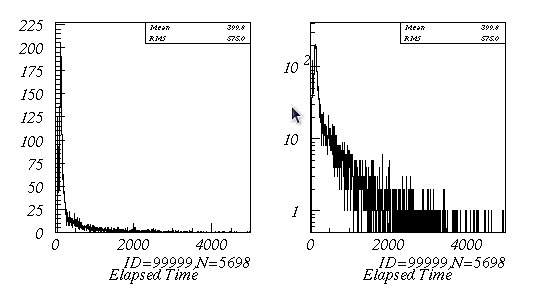 Mean 399.8
RMS 575.0
225
200
175
150
125
100
75
50
25
0
0 2000 4000
ID=99999,N=5698
Elapsed Time
Mean 399.8
RMS 575.0
10 2
10
1
0 2000 4000
ID=99999,N=5698
Elapsed Time